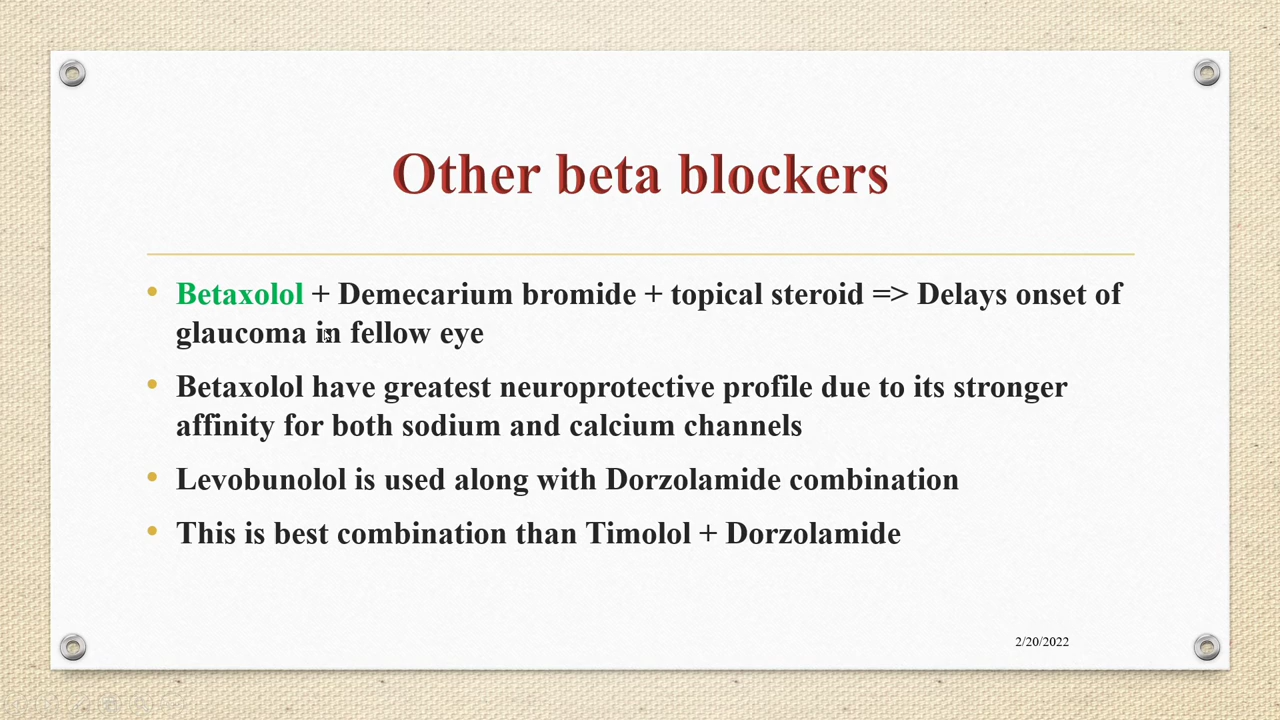 Other beta blockers
• Betaxolol + Demecarium bromide + topical steroid => Delays onset of
glaucoma in fellow eye
• Betaxolol have greatest neuroprotective profile due to its stronger
affinity for both sodium and calcium channels
• Levobunolol is used along with Dorzolamide combination
• This is best combination than Timolol + Dorzolamide
2/20/2022